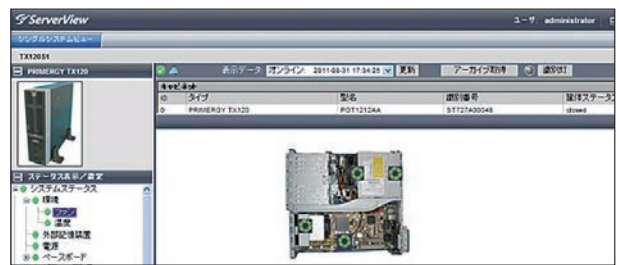 ServerView
ユーザ: administrator
シングルシステムビュー
TX120S1
PRIMERGY TX120
表示データ: オンライン: 2011-08-31 17:34:25 更新 アーカイブ取得 識別灯
キャビネット
ID タイプ 型名 識別番号 筐体ステータス
0 PRIMERGY TX120 PGT1212AA ST727A00048 closed
ステータス表示/設定
システムステータス
環境
ファン
温度
外部記憶装置
電源
ベースボード